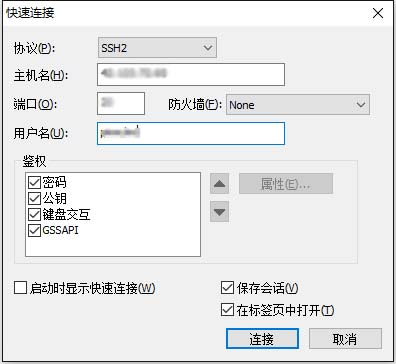 快速连接
协议(P): SSH2
主机名(H):
端口(O): 防火墙(F): None
用户名(U):
鉴权
密码
公钥 属性(E)...
键盘交互
GSSAPI
启动时显示快速连接(W) 保存会话(V)
在标签页中打开(T)
连接 取消